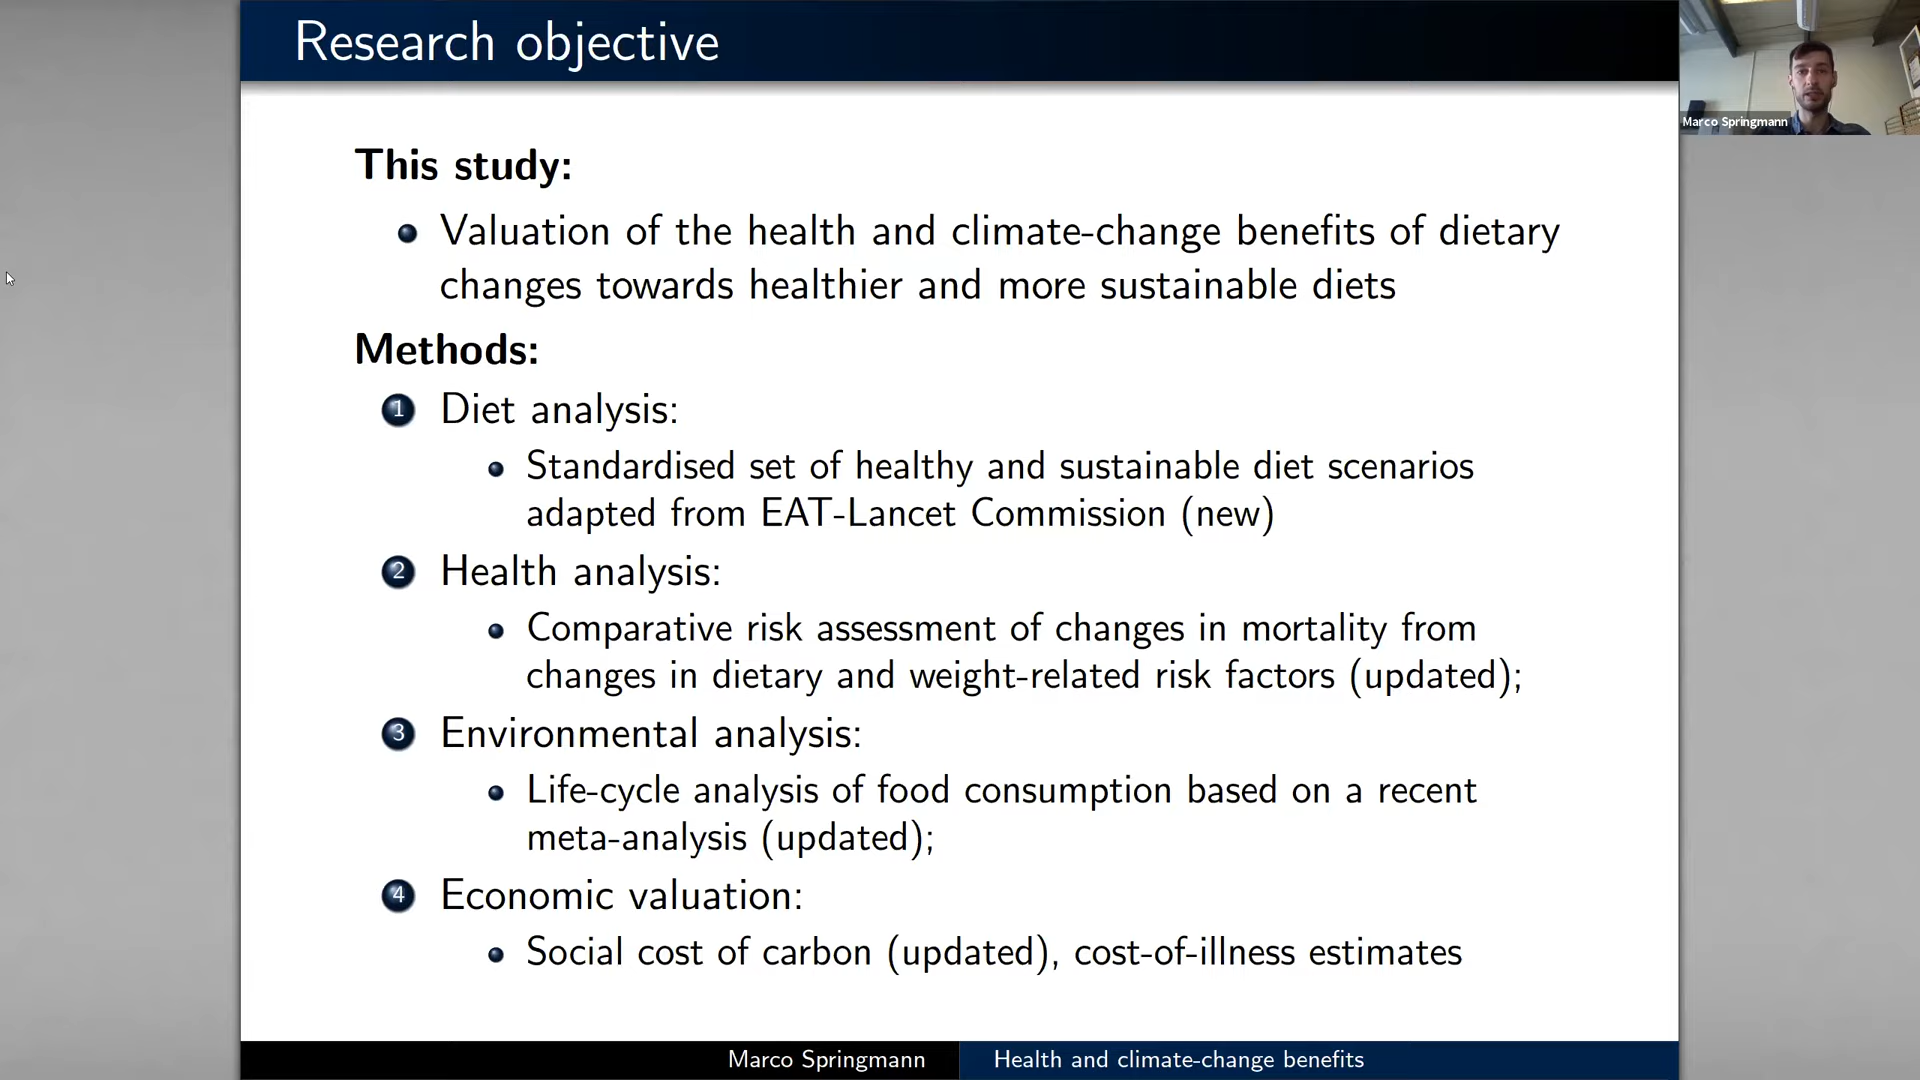 Research objective
Marco Springmann
This study:
Valuation of the health and climate-change benefits of dietary
changes towards healthier and more sustainable diets
Methods:
1 Diet analysis:
Standardised set of healthy and sustainable diet scenarios
adapted from EAT-Lancet Commission (new)
2 Health analysis:
Comparative risk assessment of changes in mortality from
changes in dietary and weight-related risk factors (updated);
3 Environmental analysis:
Life-cycle analysis of food consumption based on a recent
meta-analysis (updated);
4 Economic valuation:
Social cost of carbon (updated), cost-of-illness estimates
Marco Springmann
Health and climate-change benefits